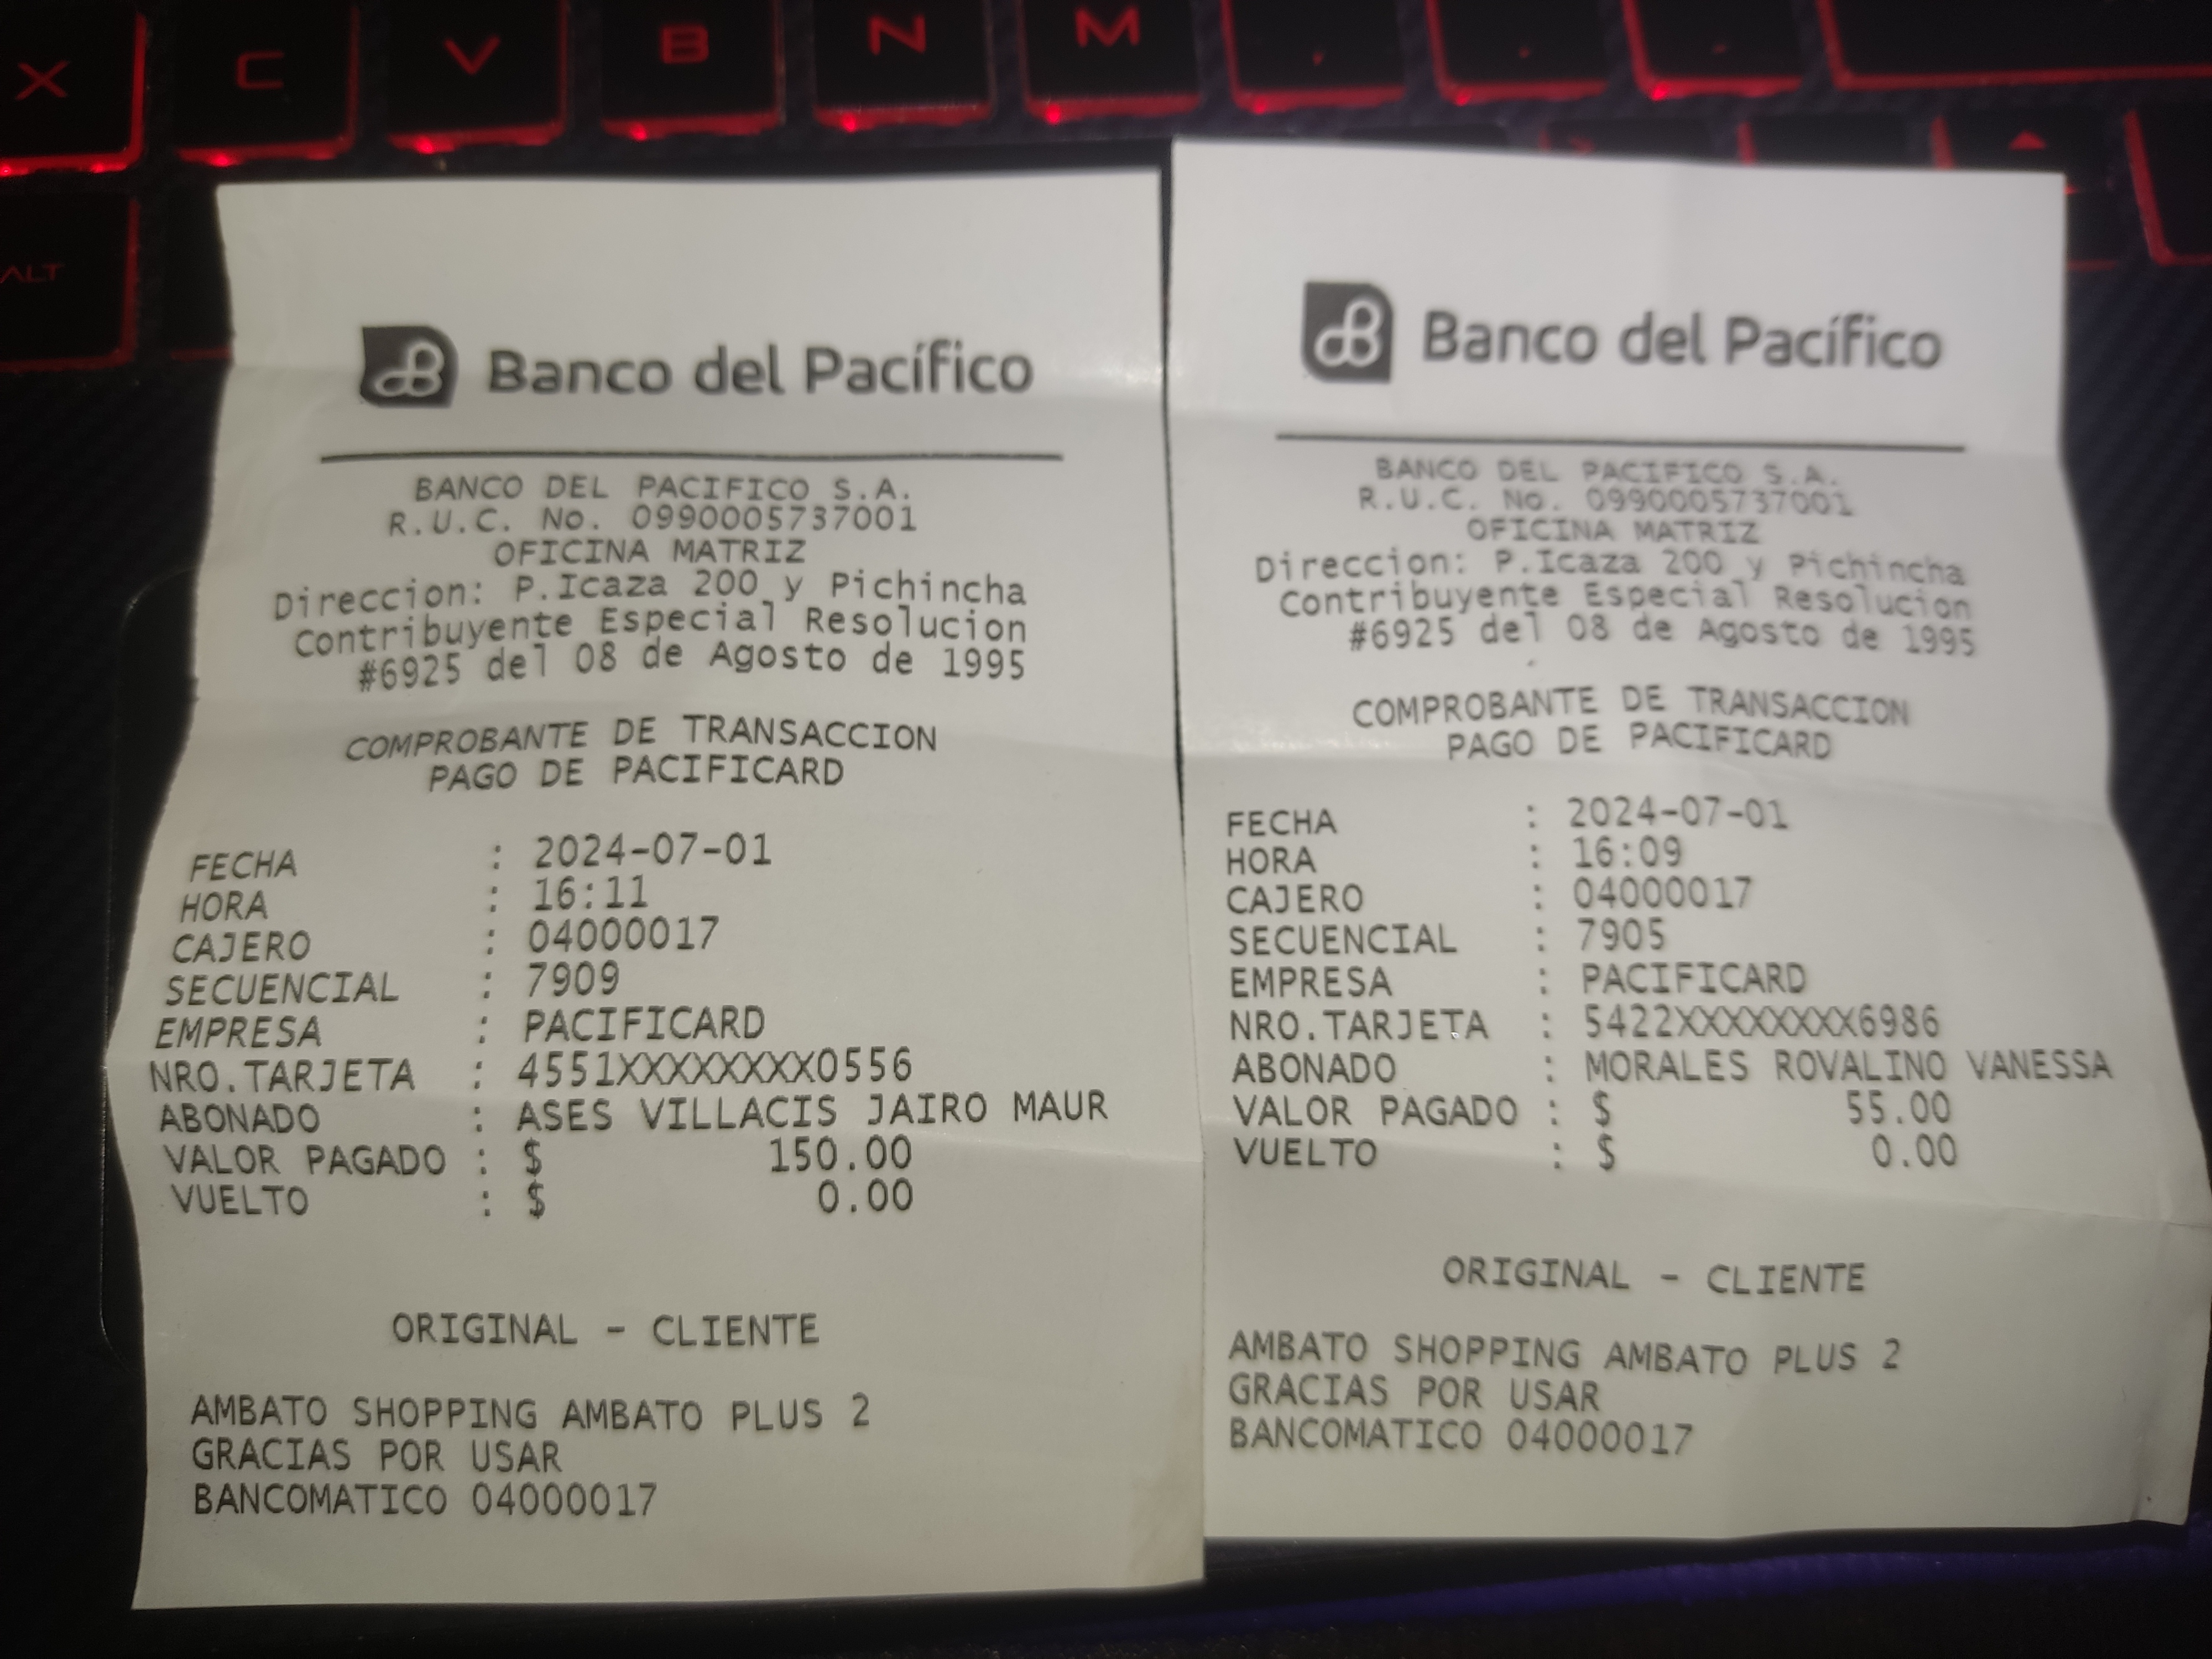 X C V B N M , . -
ALT
Banco del Pacífico
BANCO DEL PACIFICO S.A.
R.U.C. No. 0990005737001
OFICINA MATRIZ
Direccion: P.Icaza 200 y Pichincha
Contribuyente Especial Resolucion
#6925 del 08 de Agosto de 1995
COMPROBANTE DE TRANSACCION
PAGO DE PACIFICARD
FECHA : 2024-07-01
HORA : 16:11
CAJERO : 04000017
SECUENCIAL : 7909
EMPRESA : PACIFICARD
NRO.TARJETA : 4551XXXXXXXX0556
ABONADO : ASES VILLACIS JAIRO MAUR
VALOR PAGADO : $ 150.00
VUELTO : $ 0.00
ORIGINAL - CLIENTE
AMBATO SHOPPING AMBATO PLUS 2
GRACIAS POR USAR
BANCOMATICO 04000017
Banco del Pacífico
BANCO DEL PACIFICO S.A.
R.U.C. No. 0990005737001
OFICINA MATRIZ
Direccion: P.Icaza 200 y Pichincha
Contribuyente Especial Resolucion
#6925 del 08 de Agosto de 1995
COMPROBANTE DE TRANSACCION
PAGO DE PACIFICARD
FECHA : 2024-07-01
HORA : 16:09
CAJERO : 04000017
SECUENCIAL : 7905
EMPRESA : PACIFICARD
NRO.TARJETA : 5422XXXXXXXX6986
ABONADO : MORALES ROVALINO VANESSA
VALOR PAGADO : $ 55.00
VUELTO : $ 0.00
ORIGINAL - CLIENTE
AMBATO SHOPPING AMBATO PLUS 2
GRACIAS POR USAR
BANCOMATICO 04000017